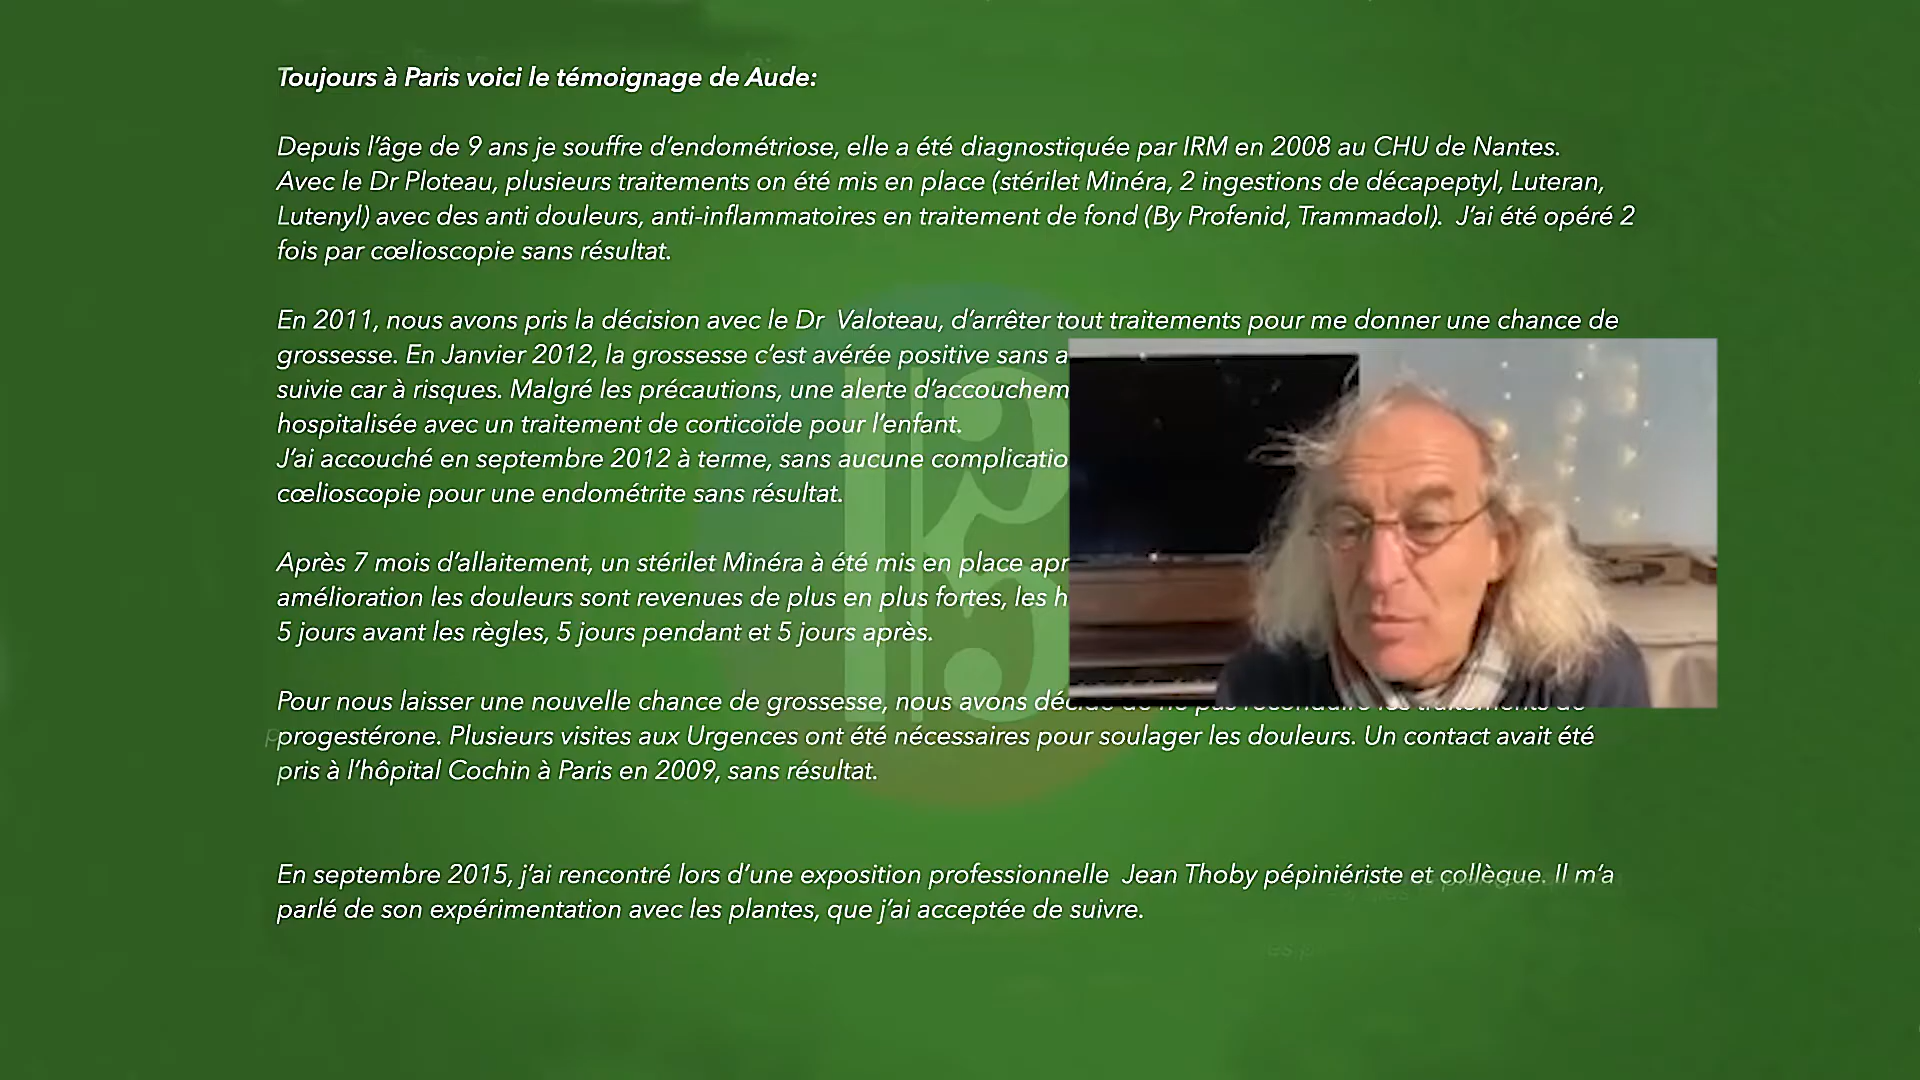 Toujours à Paris voici le témoignage de Aude:
Depuis l'âge de 9 ans je souffre d'endométriose, elle a été diagnostiquée par IRM en 2008 au CHU de Nantes.
Avec le Dr Ploteau, plusieurs traitements on été mis en place (stérilet Minéra, 2 ingestions de décapeptyl, Luteran,
Lutenyl) avec des anti douleurs, anti-inflammatoires en traitement de fond (By Profenid, Trammadol).  J'ai été opéré 2
fois par cœlioscopie sans résultat.
En 2011, nous avons pris la décision avec le Dr  Valoteau, d'arrêter tout traitements pour me donner une chance de
grossesse. En Janvier 2012, la grossesse c'est avérée positive sans a
suivie car à risques. Malgré les précautions, une alerte d'accouchem
hospitalisée avec un traitement de corticoïde pour l'enfant.
J'ai accouché en septembre 2012 à terme, sans aucune complicatio
cœlioscopie pour une endométrite sans résultat.
Après 7 mois d'allaitement, un stérilet Minéra à été mis en place apr
amélioration les douleurs sont revenues de plus en plus fortes, les h
5 jours avant les règles, 5 jours pendant et 5 jours après.
Pour nous laisser une nouvelle chance de grossesse, nous avons décidé de ne pas reconduire les traitements de
progestérone. Plusieurs visites aux Urgences ont été nécessaires pour soulager les douleurs. Un contact avait été
pris à l'hôpital Cochin à Paris en 2009, sans résultat.
En septembre 2015, j'ai rencontré lors d'une exposition professionnelle  Jean Thoby pépiniériste et collègue. Il m'a
parlé de son expérimentation avec les plantes, que j'ai acceptée de suivre.